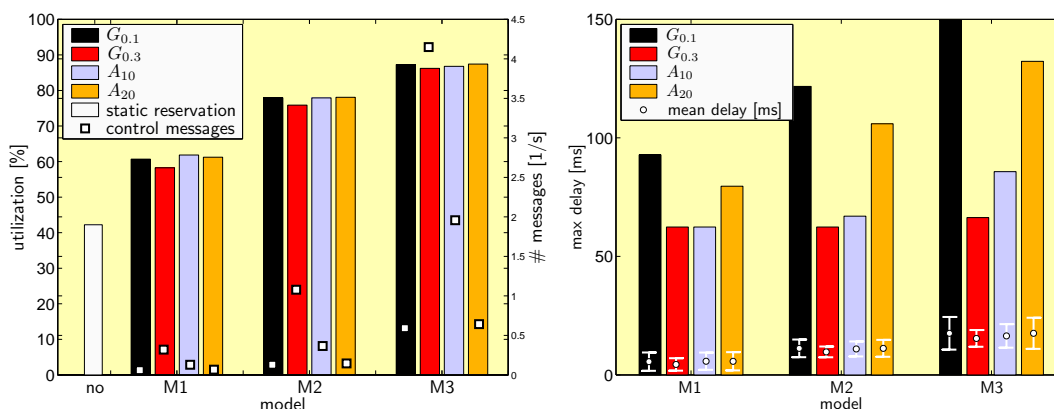 100
90
80
70
60
50
40
30
20
10
0
utilization [%]
G0.1
G0.3
A10
A20
static reservation
control messages
4.5
4
3.5
3
2.5
2
1.5
1
0.5
0
# messages [1/s]
no M1 M2 M3
model
150
100
50
0
max delay [ms]
G0.1
G0.3
A10
A20
mean delay [ms]
M1 M2 M3
model